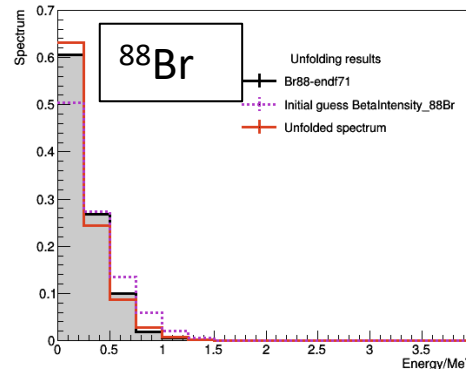 Spectrum
0.7
0.6
0.5
0.4
0.3
0.2
0.1
0
⁸⁸Br
Unfolding results
Br88-endf71
Initial guess BetaIntensity_88Br
Unfolded spectrum
0 0.5 1 1.5 2 2.5 3 3.5
Energy/MeV